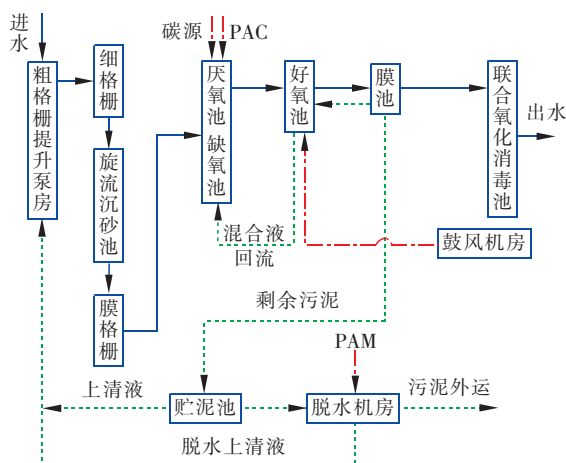 进水
粗格栅提升泵房
细格栅
旋流沉砂池
膜格栅
碳源
PAC
厌氧池
缺氧池
好氧池
膜池
联合氧化消毒池
出水
鼓风机房
混合液
回流
剩余污泥
PAM
上清液
贮泥池
脱水机房
污泥外运
脱水上清液